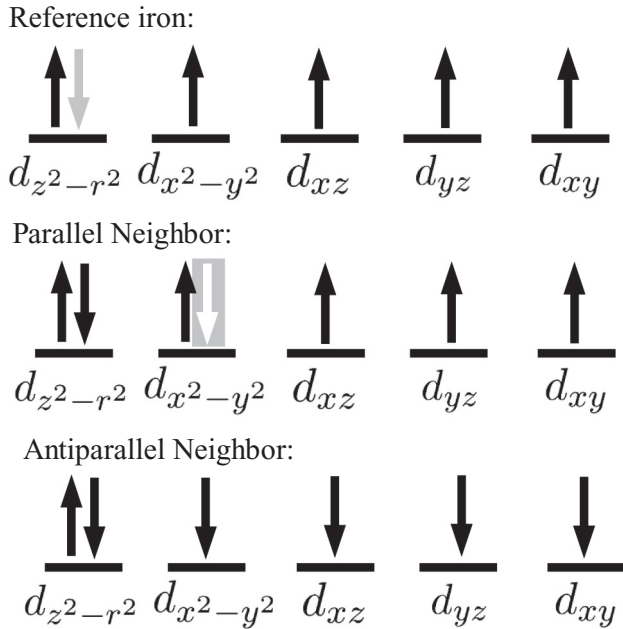 Reference iron:
d_{z^2-r^2} d_{x^2-y^2} d_{xz} d_{yz} d_{xy}
Parallel Neighbor:
d_{z^2-r^2} d_{x^2-y^2} d_{xz} d_{yz} d_{xy}
Antiparallel Neighbor:
d_{z^2-r^2} d_{x^2-y^2} d_{xz} d_{yz} d_{xy}